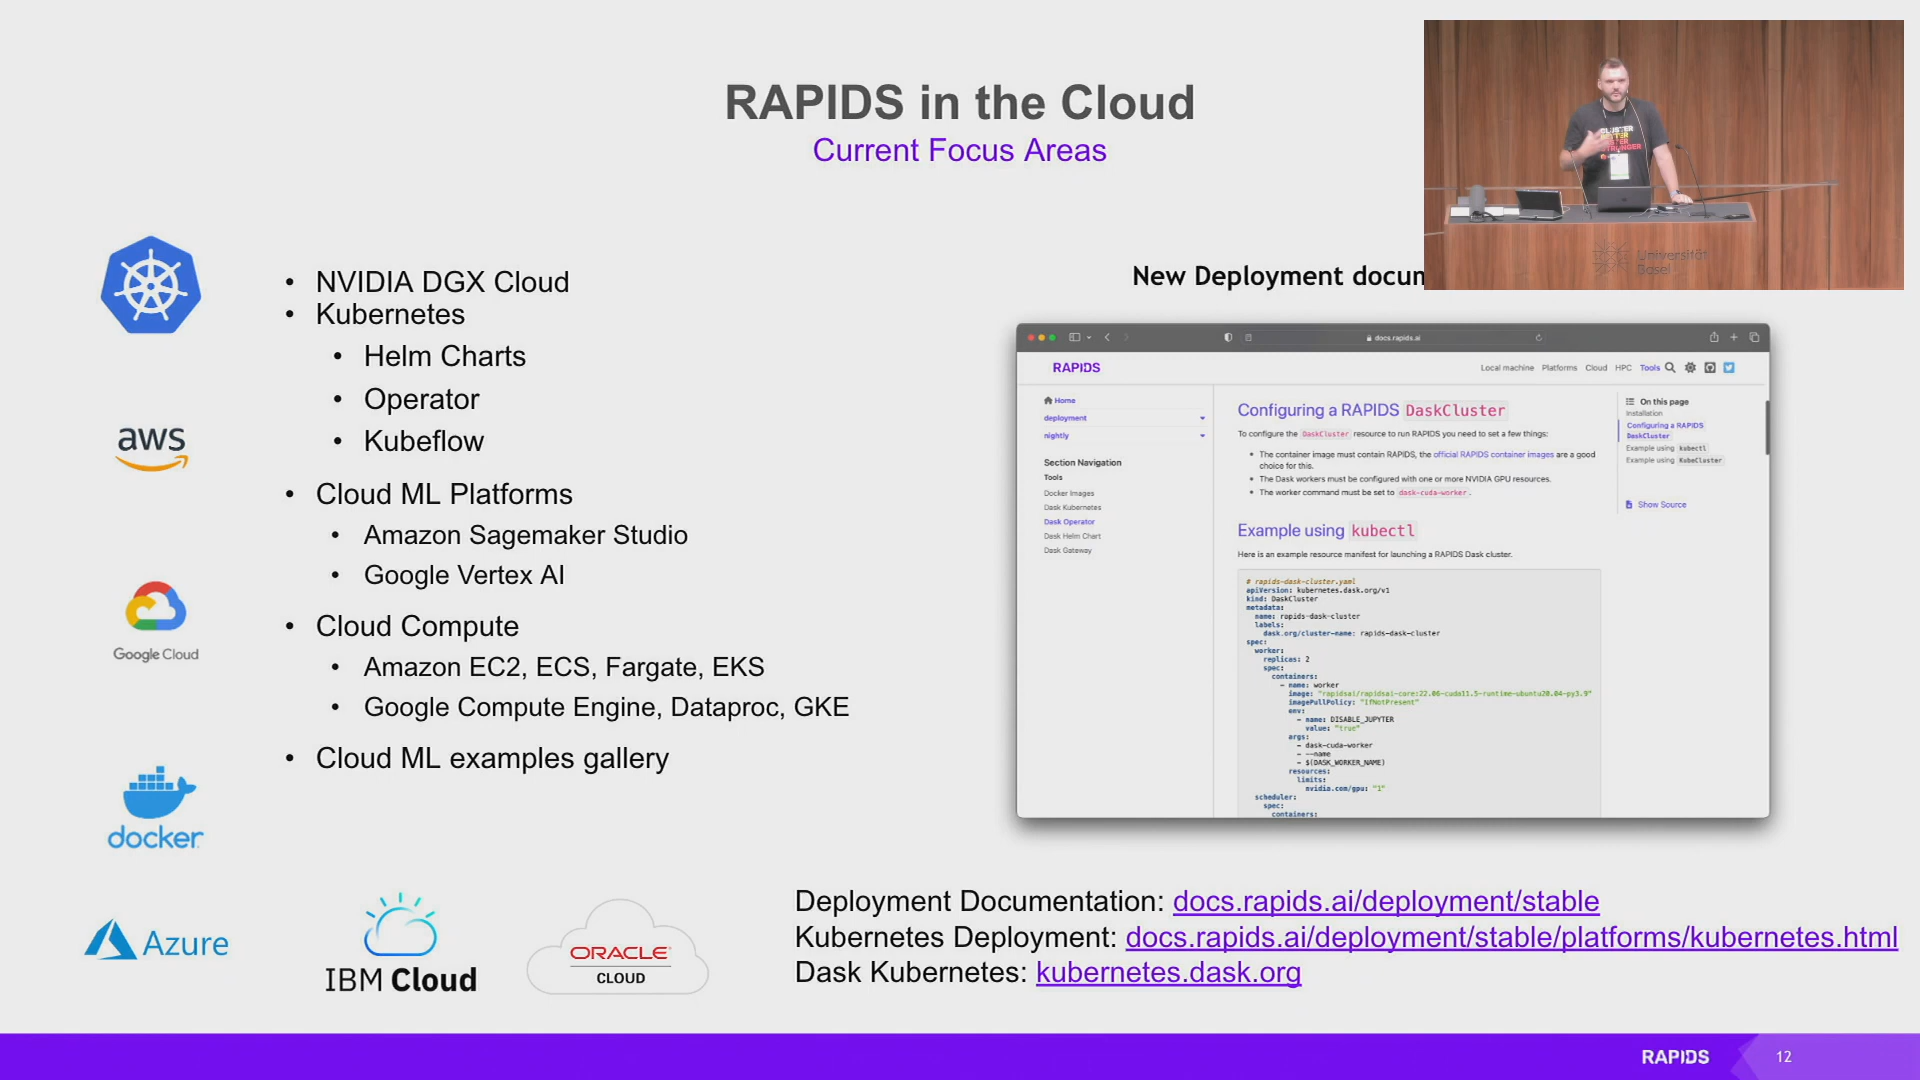 RAPIDS in the Cloud
Current Focus Areas
• NVIDIA DGX Cloud
• Kubernetes
• Helm Charts
• Operator
• Kubeflow
• Cloud ML Platforms
• Amazon Sagemaker Studio
• Google Vertex AI
• Cloud Compute
• Amazon EC2, ECS, Fargate, EKS
• Google Compute Engine, Dataproc, GKE
• Cloud ML examples gallery
aws
Google Cloud
docker
Azure
IBM Cloud
ORACLE
CLOUD
New Deployment docum
docs.rapids.ai
RAPIDS
Local machine Platforms Cloud HPC Tools
Home
deployment
nightly
Section Navigation
Tools
Docker Images
Dask Kubernetes
Dask Operator
Dask Helm Chart
Dask Gateway
Configuring a RAPIDS DaskCluster
To configure the DaskCluster resource to run RAPIDS you need to set a few things:
• The container image must contain RAPIDS, the official RAPIDS container images are a good
choice for this.
• The Dask workers must be configured with one or more NVIDIA GPU resources.
• The worker command must be set to dask-cuda-worker.
Example using kubectl
Here is an example resource manifest for launching a RAPIDS Dask cluster.
# rapids-dask-cluster.yaml
apiVersion: kubernetes.dask.org/v1
kind: DaskCluster
metadata:
name: rapids-dask-cluster
labels:
dask.org/cluster-name: rapids-dask-cluster
spec:
worker:
replicas: 2
spec:
containers:
- name: worker
image: "rapidsai/rapidsai-core:22.06-cuda11.5-runtime-ubuntu20.04-py3.9"
imagePullPolicy: "IfNotPresent"
env:
- name: DISABLE_JUPYTER
value: "true"
args:
- dask-cuda-worker
- --name
- $(DASK_WORKER_NAME)
resources:
limits:
nvidia.com/gpu: "1"
scheduler:
spec:
containers:
On this page
Installation
Configuring a RAPIDS
DaskCluster
Example using kubectl
Example using KubeCluster
Show Source
Deployment Documentation: docs.rapids.ai/deployment/stable
Kubernetes Deployment: docs.rapids.ai/deployment/stable/platforms/kubernetes.html
Dask Kubernetes: kubernetes.dask.org
RAPIDS
12
Universität
Basel